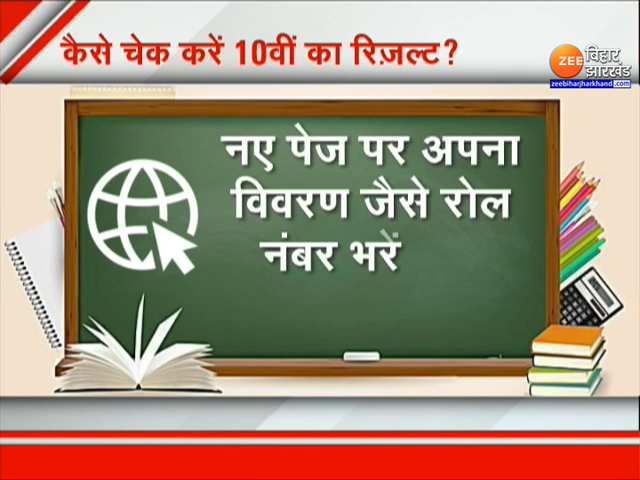 कैसे चेक करें 10वीं का रिज़ल्ट?
ZEE बिहार झारखंड
zeebiharjharkhand.com
नए पेज पर अपना
विवरण जैसे रोल
नंबर भरें